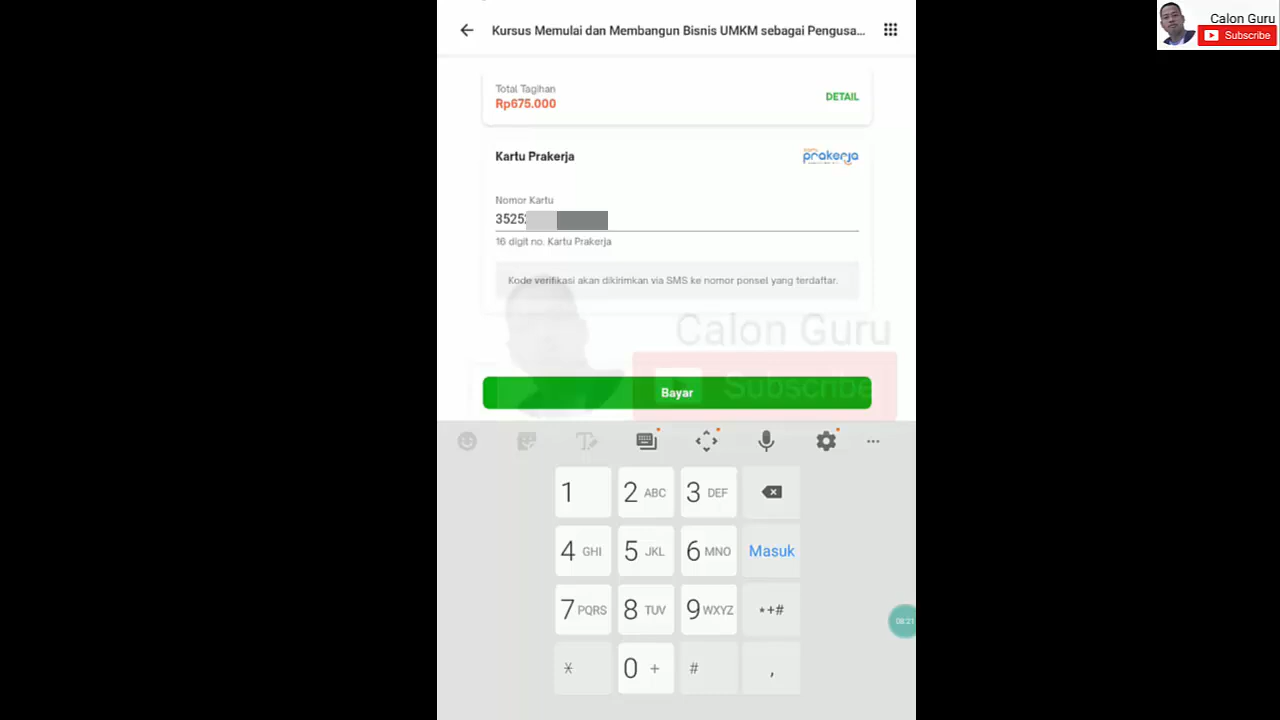 Kursus Memulai dan Membangun Bisnis UMKM sebagai Pengusa...
Calon Guru
Subscribe
Total Tagihan
Rp675.000
DETAIL
Kartu Prakerja
prakerja
Nomor Kartu
3525
16 digit no. Kartu Prakerja
Kode verifikasi akan dikirimkan via SMS ke nomor ponsel yang terdaftar.
Calon Guru
Subscribe
Bayar
1
2 ABC
3 DEF
4 GHI
5 JKL
6 MNO
Masuk
7 PQRS
8 TUV
9 WXYZ
*+#
*
0 +
#
,
08:21